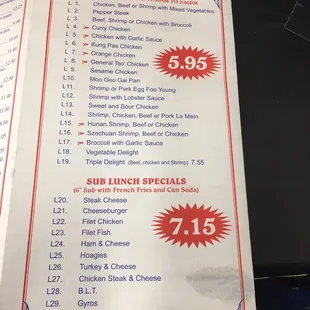 TO 3:00PM
L 1. Chicken, Beef or Shrimp with Mixed Vegetables
L 2. Pepper Steak
L 3. Beef, Shrimp or Chicken with Broccoli
L 4. Curry Chicken
L 5. Chicken with Garlic Sauce
L 6. Kung Pao Chicken
L 7. Orange Chicken
L 8. General Tso' Chicken
L 9. Sesame Chicken
L10. Moo Goo Gai Pan
L11. Shrimp or Pork Egg Foo Young
L12. Shrimp with Lobster Sauce
L13. Sweet and Sour Chicken
L14. Shrimp, Chicken, Beef or Pork Lo Mein
L15. Hunan Shrimp, Beef or Chicken
L16. Szechuan Shrimp, Beef or Chicken
L17. Broccoli with Garlic Sauce
L18. Vegetable Delight
L19. Triple Delight (Beef, chicken and Shrimp) 7.55
5.95
SUB LUNCH SPECIALS
(6" Sub with French Fries and Can Soda)
L20. Steak Cheese
L21. Cheeseburger
L22. Filet Chicken
L23. Filet Fish
L24. Ham & Cheese
L25. Hoagies
L26. Turkey & Cheese
L27. Chicken Steak & Cheese
L28. B.L.T.
L29. Gyros
7.15